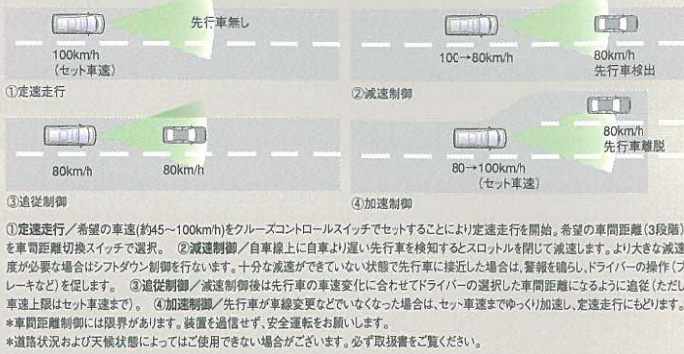 先行車無し
100km/h
(セット車速)
①定速走行
100→80km/h
80km/h
先行車検出
②減速制御
80km/h
80km/h
③追従制御
80km/h
先行車離脱
80→100km/h
(セット車速)
④加速制御
①定速走行/希望の車速(約45〜100km/h)をクルーズコントロールスイッチでセットすることにより定速走行を開始。希望の車間距離(3段階)
を車間距離切換スイッチで選択。 ②減速制御/自車線上に自車より遅い先行車を検知するとスロットルを閉じて減速します。より大きな減速
度が必要な場合はシフトダウン制御を行ないます。十分な減速ができていない状態で先行車に接近した場合は、警報を鳴らし、ドライバーの操作(ブ
レーキなど)を促します。 ③追従制御/減速制御後は先行車の車速変化に合わせてドライバーの選択した車間距離になるように追従(ただし
車速上限はセット車速まで)。 ④加速制御/先行車が車線変更などでいなくなった場合は、セット車速までゆっくり加速し、定速走行にもどります。
*車間距離制御には限界があります。装置を過信せず、安全運転をお願いします。
*道路状況および天候状態によってはご使用できない場合がございます。必ず取扱書をご覧ください。